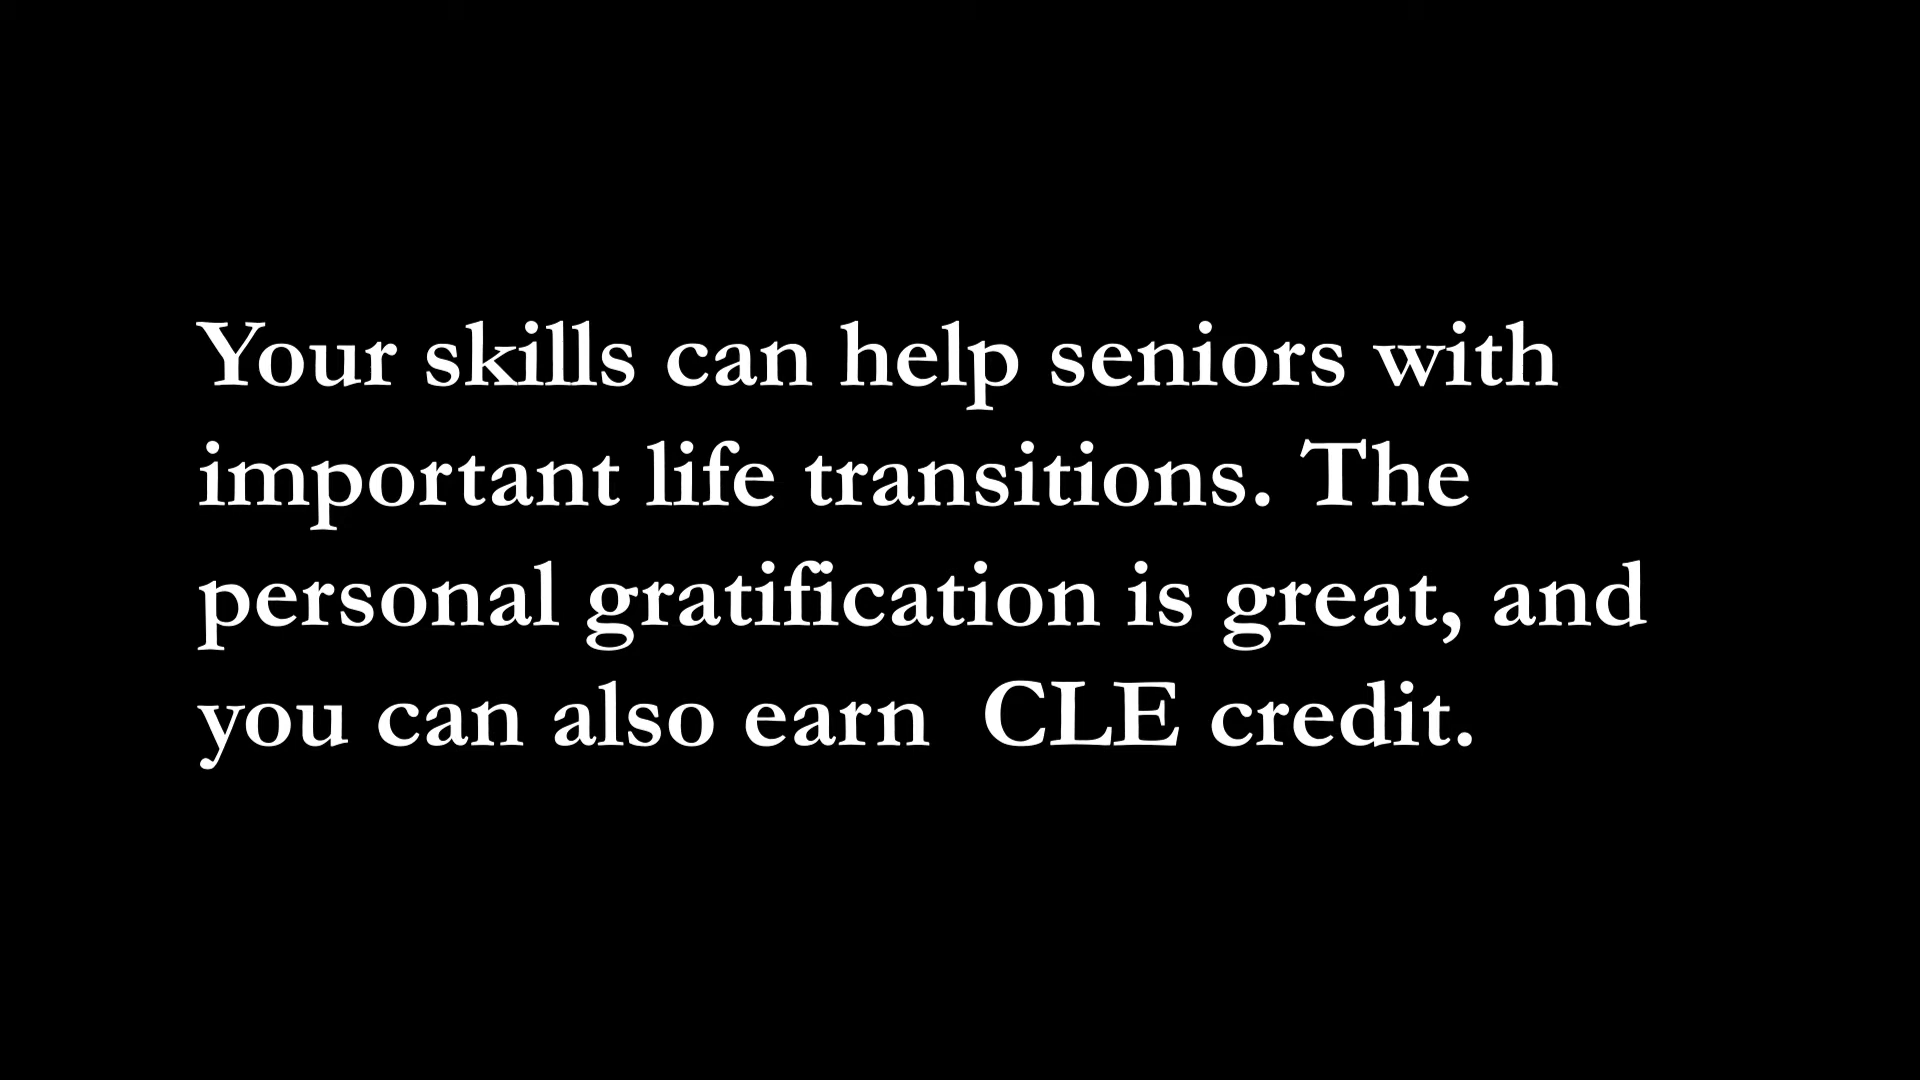 Your skills can help seniors with
important life transitions. The
personal gratification is great, and
you can also earn  CLE credit.